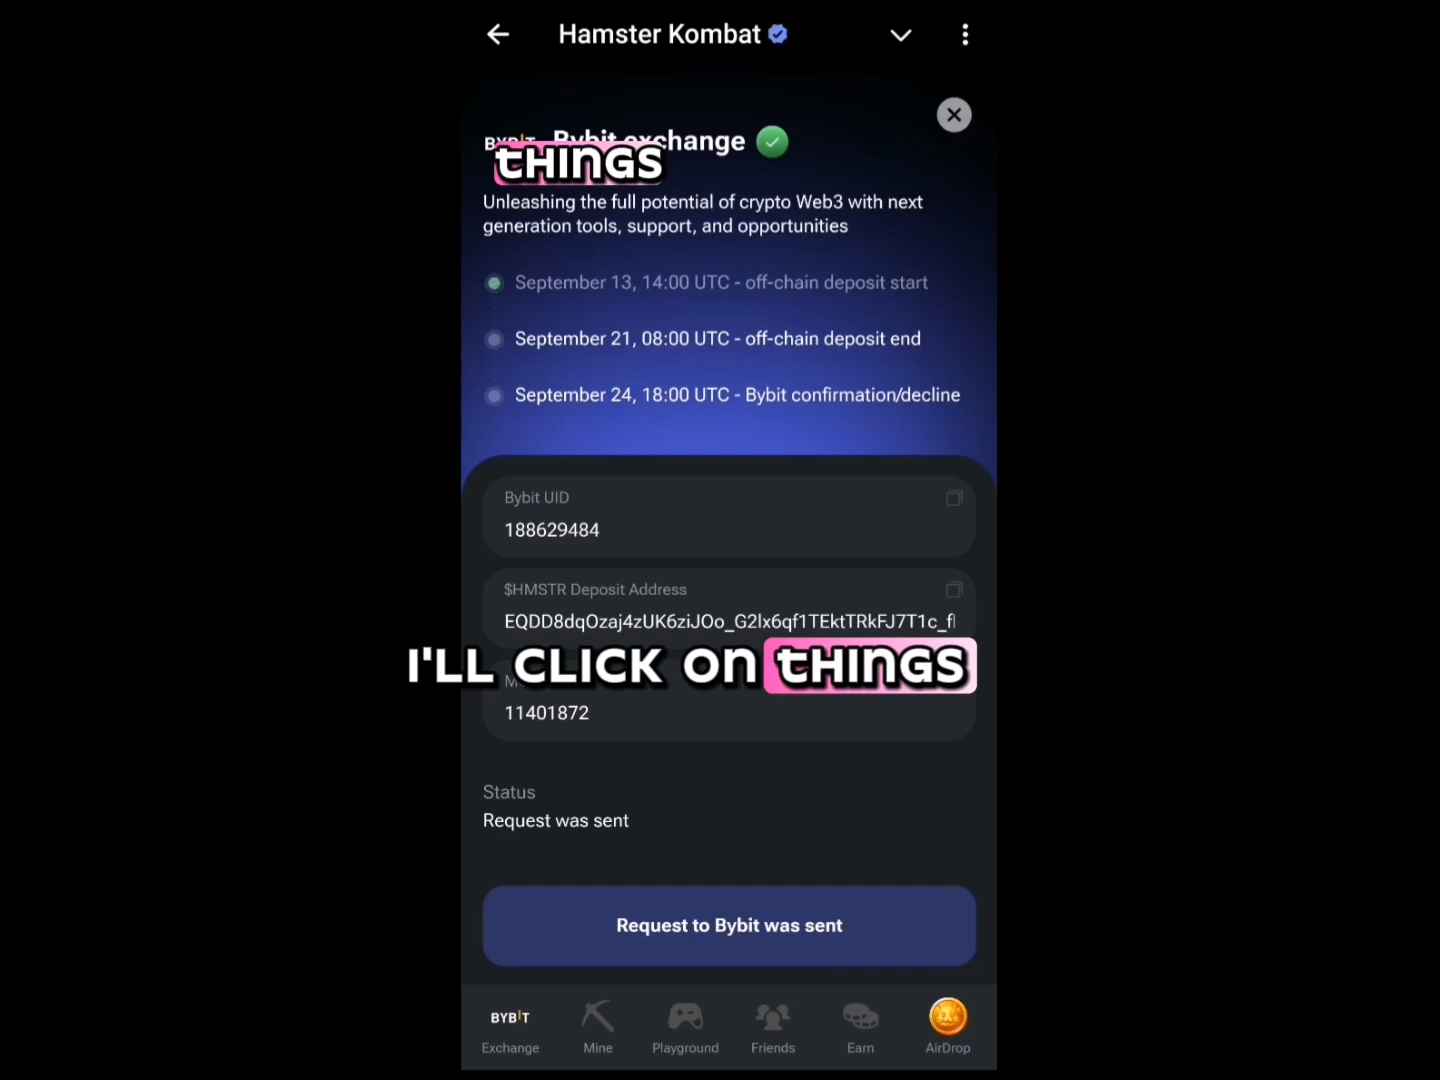 Hamster Kombat
BYBIT Bybit exchange
THINGS
Unleashing the full potential of crypto Web3 with next
generation tools, support, and opportunities
September 13, 14:00 UTC - off-chain deposit start
September 21, 08:00 UTC - off-chain deposit end
September 24, 18:00 UTC - Bybit confirmation/decline
Bybit UID
188629484
$HMSTR Deposit Address
EQDD8dqOzaj4zUK6ziJOo_G2lx6qf1TEktTRkFJ7T1c_f
I'LL CLICK ON THINGS
11401872
Status
Request was sent
Request to Bybit was sent
BYBIT
Exchange
Mine
Playground
Friends
Earn
AirDrop